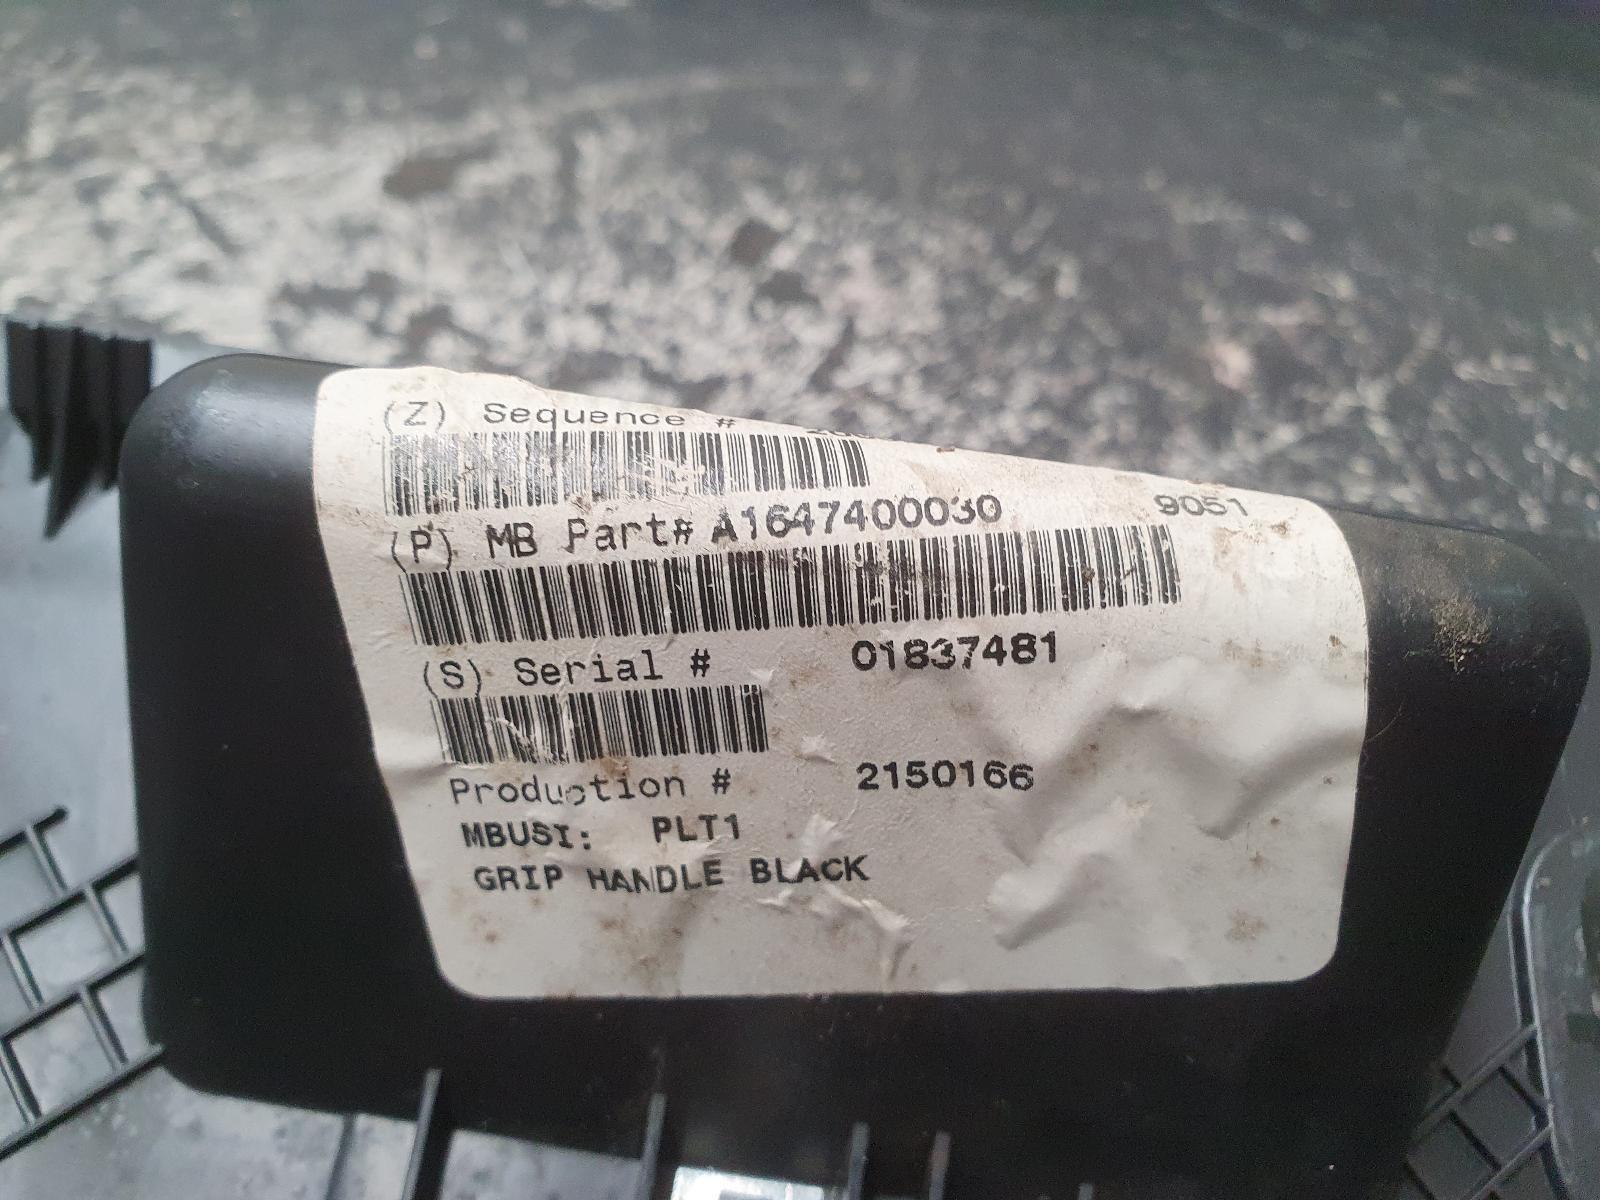 (Z) Sequence #
(P) MB Part# A1647400030 9051
(S) Serial # 01837481
Production # 2150166
MBUSI: PLT1
GRIP HANDLE BLACK